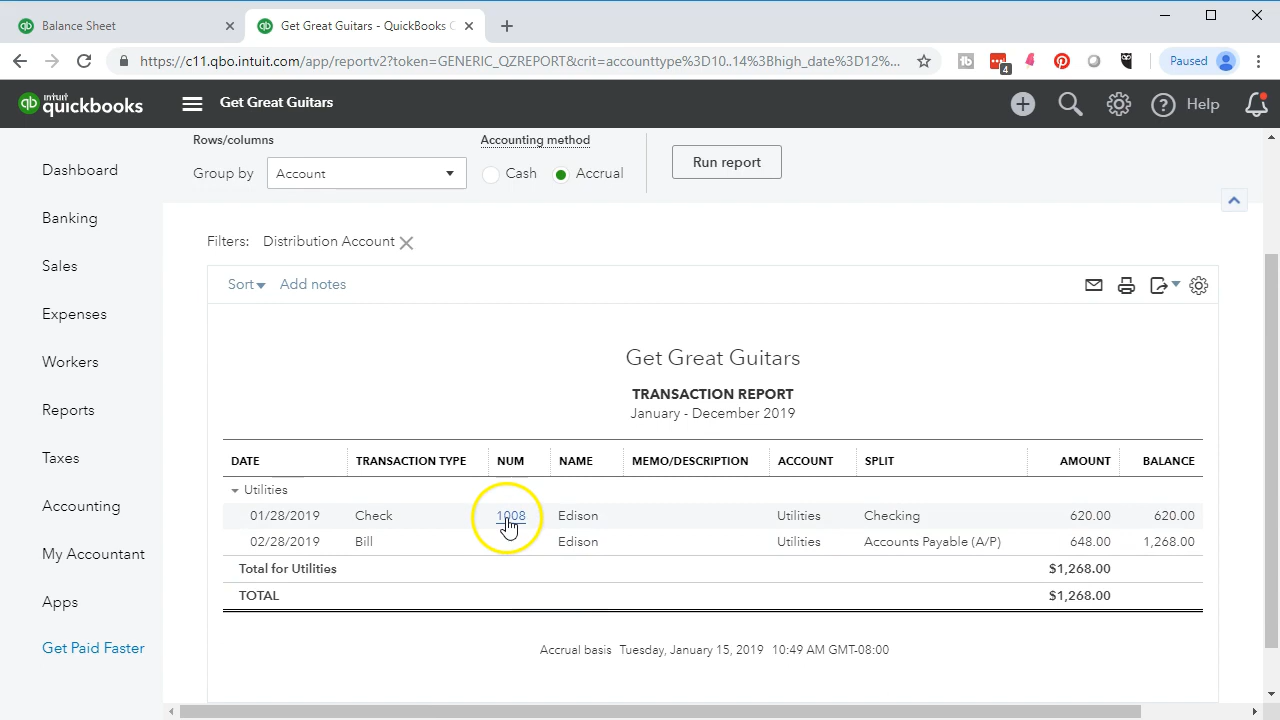 Balance Sheet
Get Great Guitars - QuickBooks C
https://c11.qbo.intuit.com/app/reportv2?token=GENERIC_QZREPORT&crit=accounttype%3D10..14%3Bhigh_date%3D12%...
4
Paused
intuit quickbooks
Get Great Guitars
Help
Dashboard
Banking
Sales
Expenses
Workers
Reports
Taxes
Accounting
My Accountant
Apps
Get Paid Faster
Rows/columns
Accounting method
Group by
Account
Cash
Accrual
Run report
Filters: Distribution Account
Sort
Add notes
Get Great Guitars
TRANSACTION REPORT
January - December 2019
DATE TRANSACTION TYPE NUM NAME MEMO/DESCRIPTION ACCOUNT SPLIT AMOUNT BALANCE
Utilities
01/28/2019 Check 1008 Edison Utilities Checking 620.00 620.00
02/28/2019 Bill Edison Utilities Accounts Payable (A/P) 648.00 1,268.00
Total for Utilities $1,268.00
TOTAL $1,268.00
Accrual basis Tuesday, January 15, 2019 10:49 AM GMT-08:00